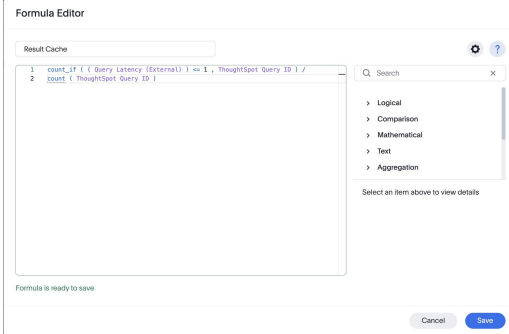 Formula Editor
Result Cache
?
1 count_if ( ( Query Latency (External) ) <= 1 , ThoughtSpot Query ID ) /
2 count ( ThoughtSpot Query ID )
Search
Logical
Comparison
Mathematical
Text
Aggregation
Select an item above to view details
Formula is ready to save
Cancel
Save